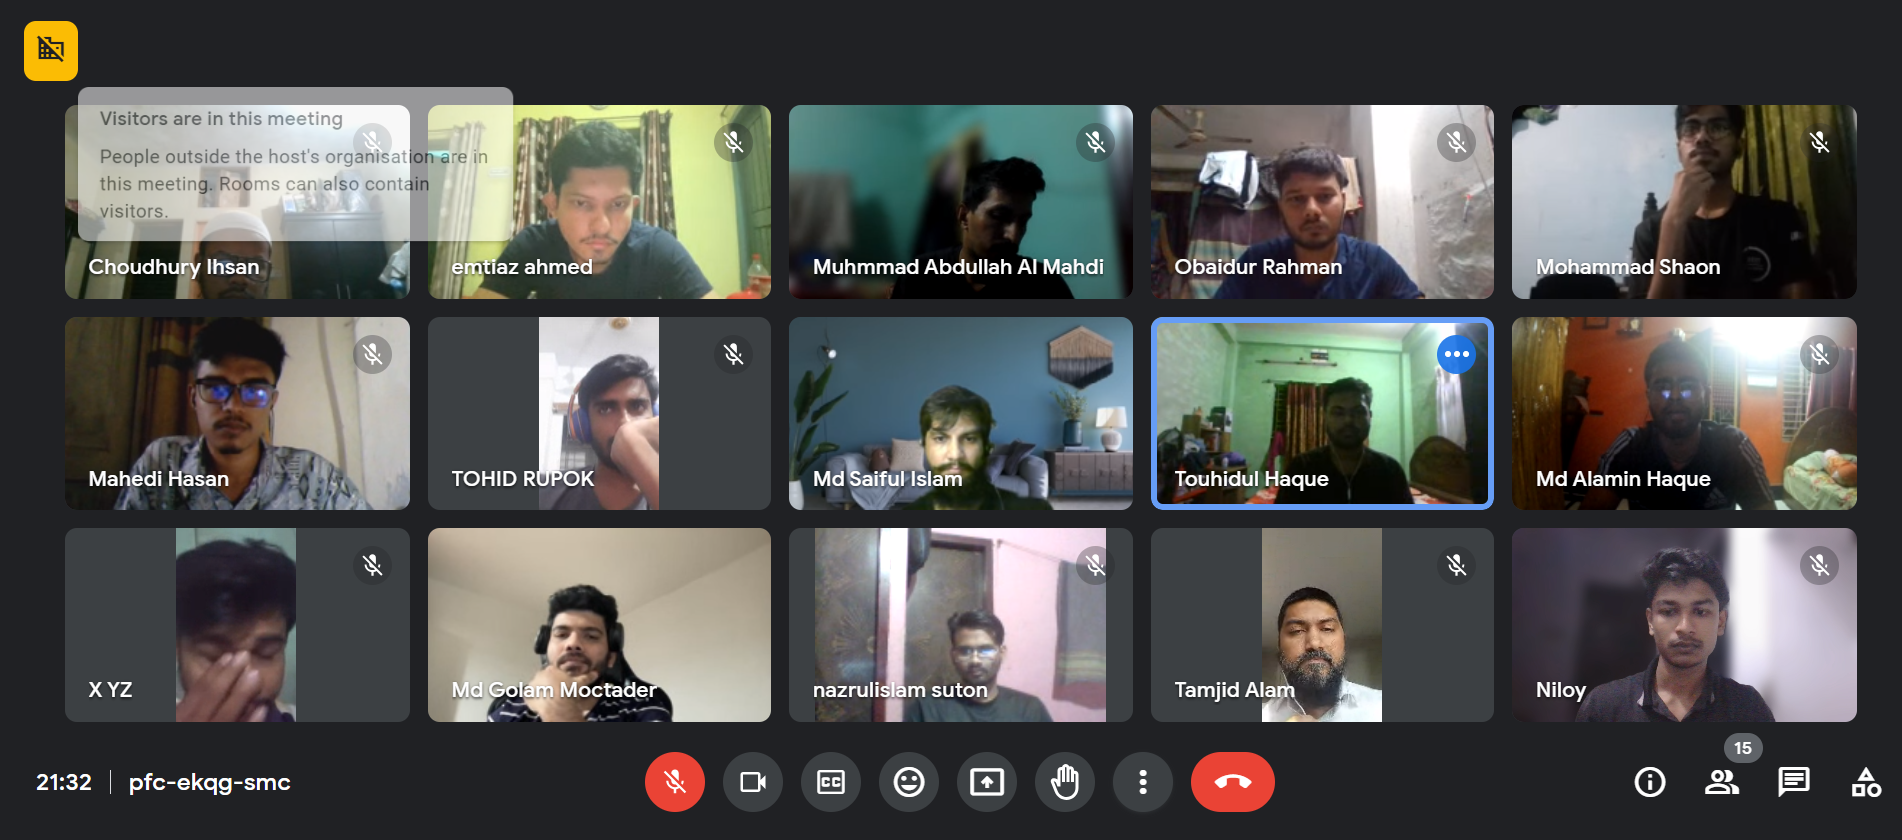 Visitors are in this meeting
People outside the host's organisation are in
this meeting. Rooms can also contain
visitors.
Choudhury Ihsan
emtiaz ahmed
Muhmmad Abdullah Al Mahdi
Obaidur Rahman
Mohammad Shaon
Mahedi Hasan
TOHID RUPOK
Md Saiful Islam
Touhidul Haque
Md Alamin Haque
X YZ
Md Golam Moctader
nazrulislam suton
Tamjid Alam
Niloy
21:32 | pfc-ekqg-smc
CC
15